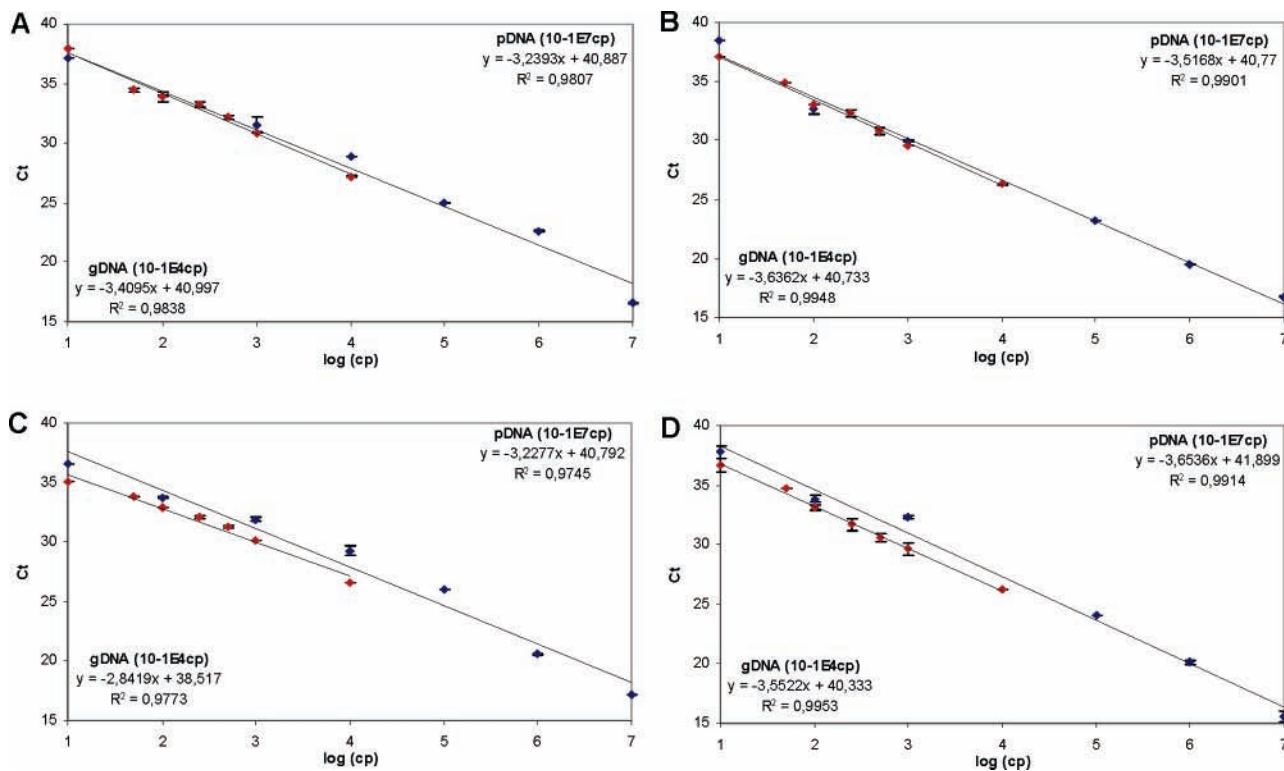 A
40
35
30
25
20
15
Ct
pDNA (10-1E7cp)
y = -3,2393x + 40,887
R² = 0,9807
gDNA (10-1E4cp)
y = -3,4095x + 40,997
R² = 0,9838
1 2 3 4 5 6 7
log (cp)
B
40
35
30
25
20
15
Ct
pDNA (10-1E7cp)
y = -3,5168x + 40,77
R² = 0,9901
gDNA (10-1E4cp)
y = -3,6362x + 40,733
R² = 0,9948
1 2 3 4 5 6 7
log (cp)
C
40
35
30
25
20
15
Ct
pDNA (10-1E7cp)
y = -3,2277x + 40,792
R² = 0,9745
gDNA (10-1E4cp)
y = -2,8419x + 38,517
R² = 0,9773
1 2 3 4 5 6 7
log (cp)
D
40
35
30
25
20
15
Ct
pDNA (10-1E7cp)
y = -3,6536x + 41,899
R² = 0,9914
gDNA (10-1E4cp)
y = -3,5522x + 40,333
R² = 0,9953
1 2 3 4 5 6 7
log (cp)